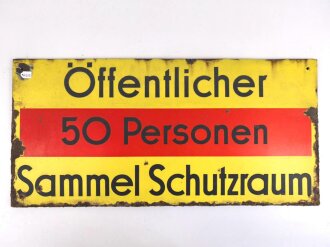 Öffentlicher
50 Personen
Sammel Schutzraum